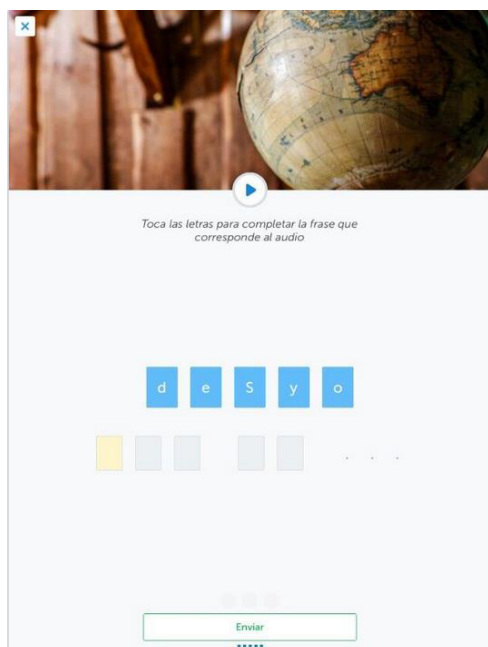 Toca las letras para completar la frase que
corresponde al audio
d e S y o
. . .
Enviar